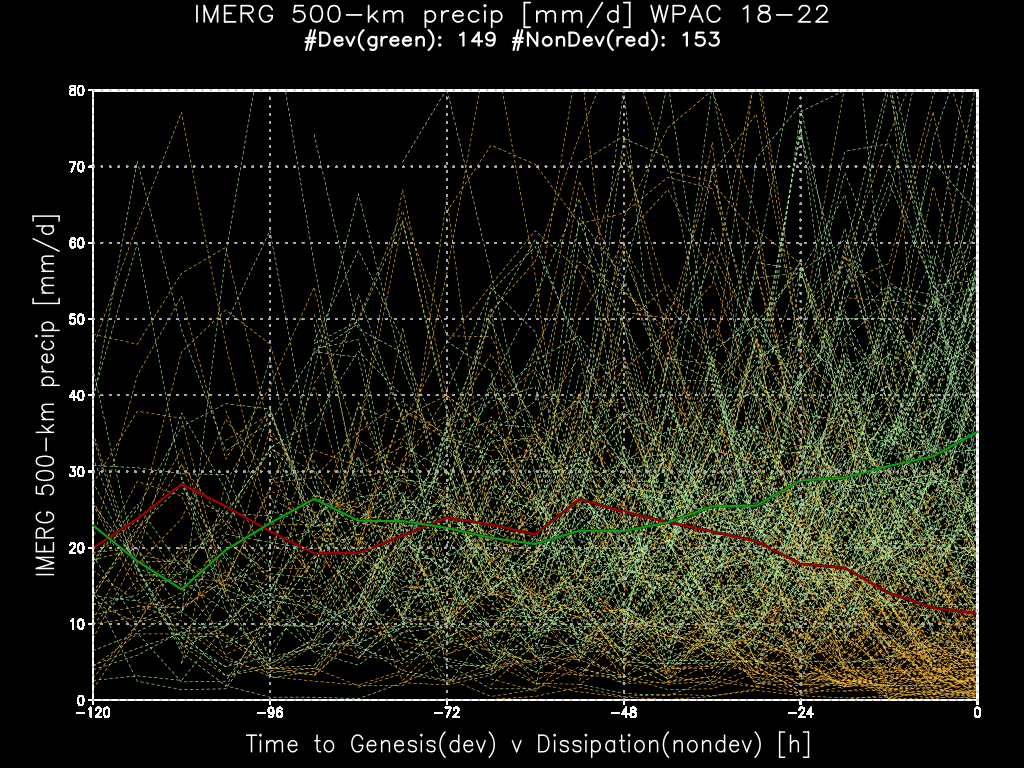 IMERG 500-km precip [mm/d] WPAC 18-22
#Dev(green): 149 #NonDev(red): 153
IMERG 500-km precip [mm/d]
80
70
60
50
40
30
20
10
0
-120 -96 -72 -48 -24 0
Time to Genesis(dev) v Dissipation(nondev) [h]